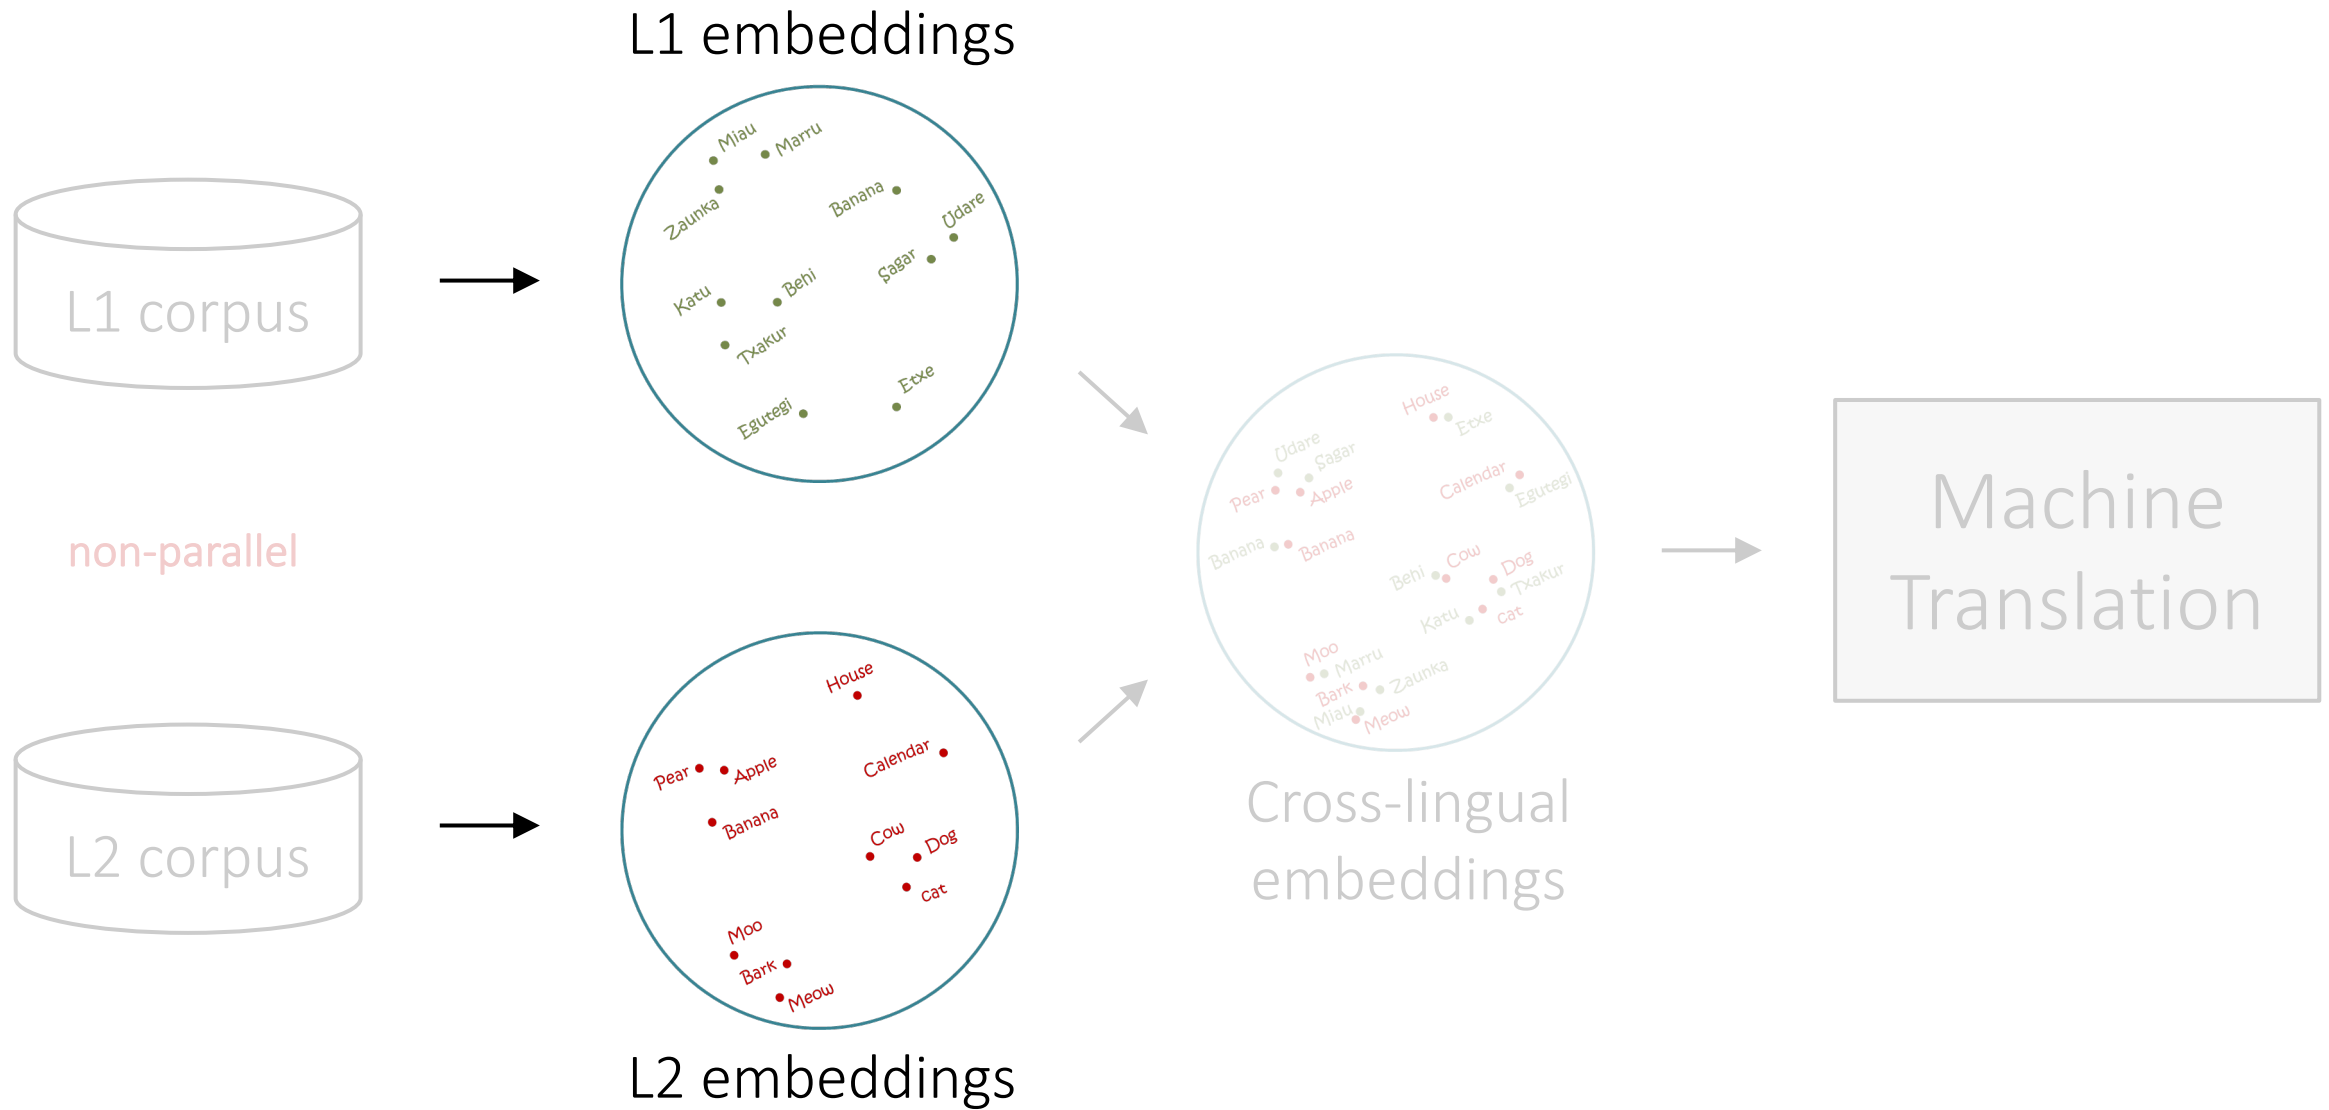 L1 embeddings
Miau
Marru
Zaunka
Banana
Udare
Sagar
Katu
Behi
Txakur
Etxe
Egutegi
L1 corpus
non-parallel
L2 corpus
House
Pear
Apple
Calendar
Banana
Cow
Dog
cat
Moo
Bark
Meow
L2 embeddings
House
Etxe
Udare
Sagar
Pear
Apple
Calendar
Egutegi
Banana
Banana
Behi
Cow
Dog
Txakur
Katu
cat
Moo
Marru
Bark
Zaunka
Miau
Meow
Cross-lingual
embeddings
Machine
Translation